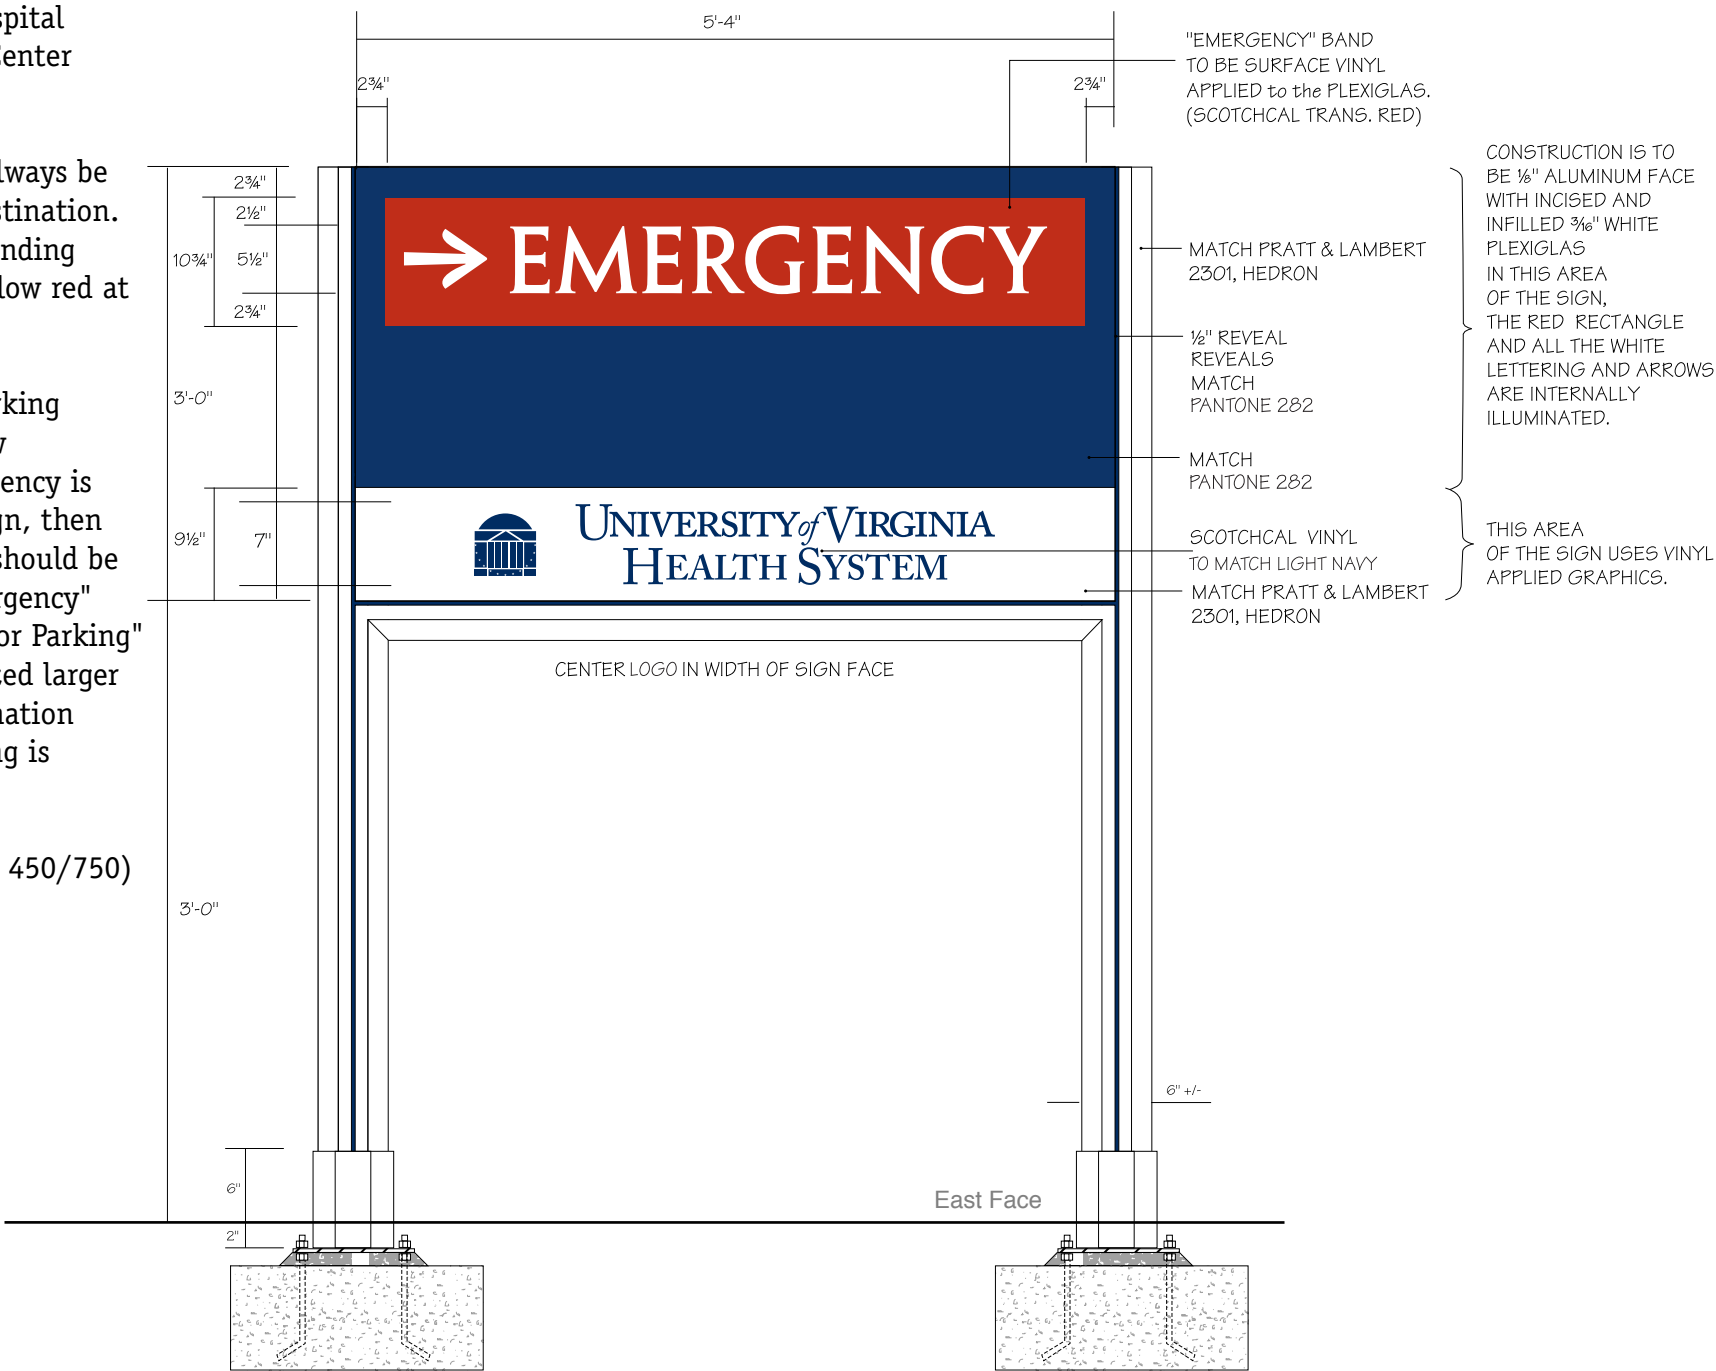 spital
Center
lways be
stination.
nding
low red at
king
ency is
gn, then
should be
rgency"
or Parking"
ed larger
nation
ng is
450/750)
5'-4"
2¾"
2¾"
2¾"
2½"
10¾"
5½"
2¾"
3'-0"
9½"
7"
3'-0"
6"
2"
→ EMERGENCY
UNIVERSITY of VIRGINIA
HEALTH SYSTEM
CENTER LOGO IN WIDTH OF SIGN FACE
6" +/-
East Face
"EMERGENCY" BAND
TO BE SURFACE VINYL
APPLIED to the PLEXIGLAS.
(SCOTCHCAL TRANS. RED)
MATCH PRATT & LAMBERT
2301, HEDRON
½" REVEAL
REVEALS
MATCH
PANTONE 282
MATCH
PANTONE 282
SCOTCHCAL VINYL
TO MATCH LIGHT NAVY
MATCH PRATT & LAMBERT
2301, HEDRON
CONSTRUCTION IS TO
BE ⅛" ALUMINUM FACE
WITH INCISED AND
INFILLED 3/16" WHITE
PLEXIGLAS
IN THIS AREA
OF THE SIGN,
THE RED RECTANGLE
AND ALL THE WHITE
LETTERING AND ARROWS
ARE INTERNALLY
ILLUMINATED.
THIS AREA
OF THE SIGN USES VINYL
APPLIED GRAPHICS.